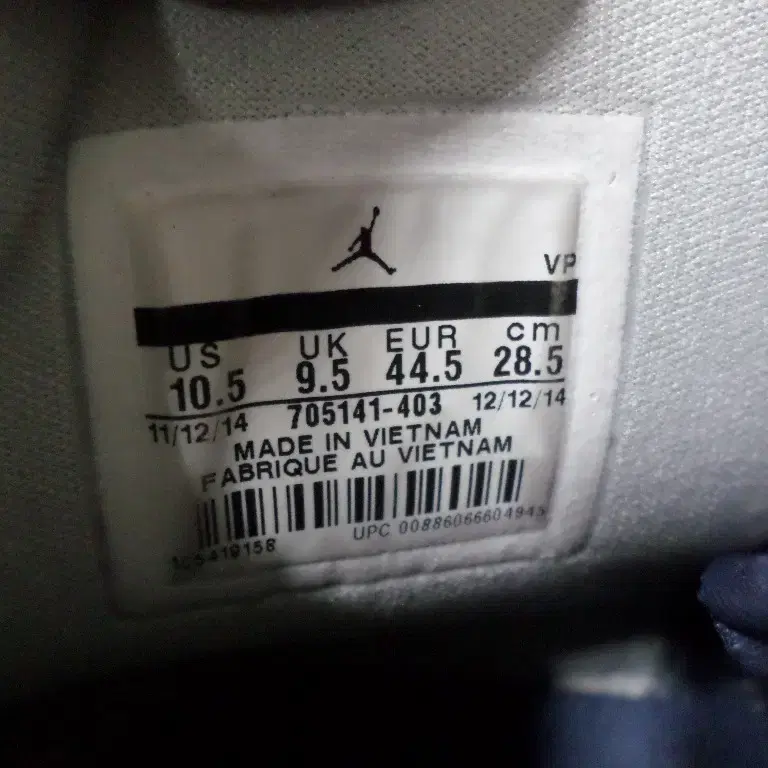 VP
US UK EUR cm
10.5 9.5 44.5 28.5
11/12/14 705141-403 12/12/14
MADE IN VIETNAM
FABRIQUE AU VIETNAM
UPC 00886066604945